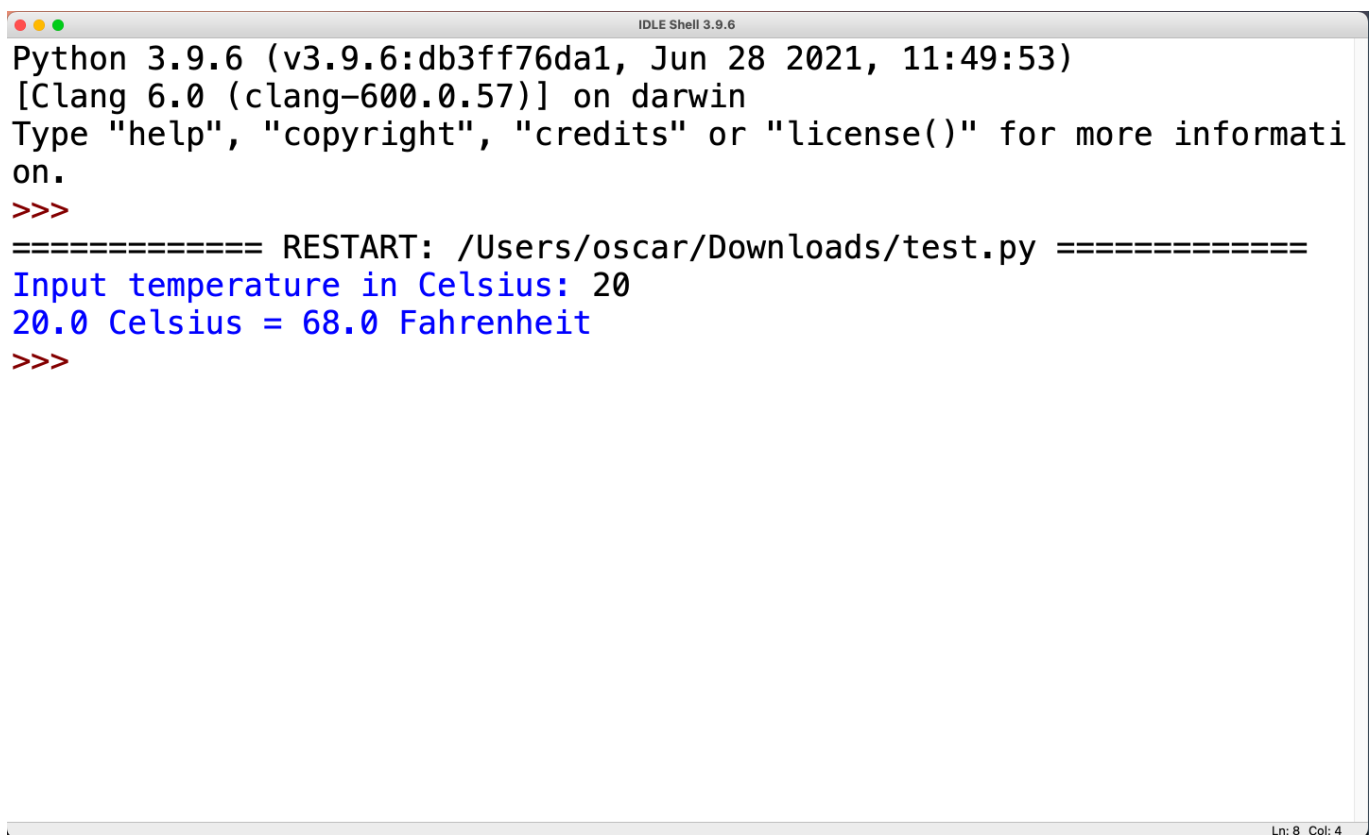 IDLE Shell 3.9.6
Python 3.9.6 (v3.9.6:db3ff76da1, Jun 28 2021, 11:49:53)
[Clang 6.0 (clang-600.0.57)] on darwin
Type "help", "copyright", "credits" or "license()" for more informati
on.
>>>
============= RESTART: /Users/oscar/Downloads/test.py =============
Input temperature in Celsius: 20
20.0 Celsius = 68.0 Fahrenheit
>>>
Ln: 8 Col: 4